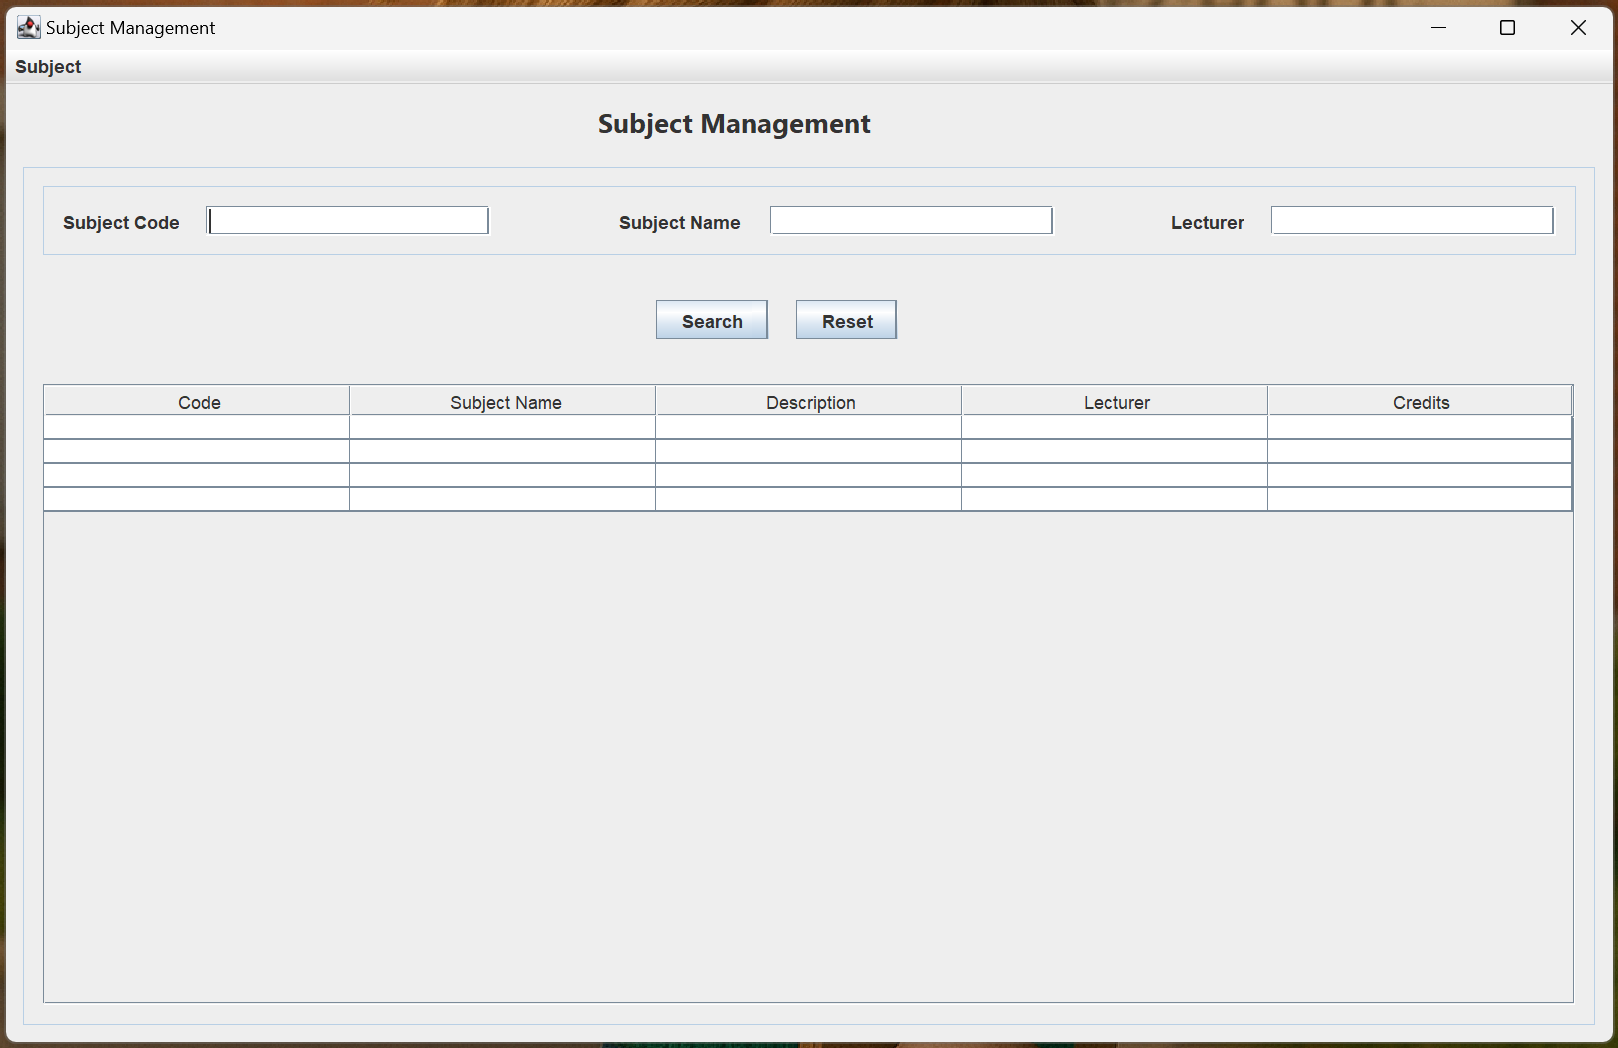 Subject Management
Subject
Subject Management
Subject Code Subject Name Lecturer
Search Reset
Code Subject Name Description Lecturer Credits